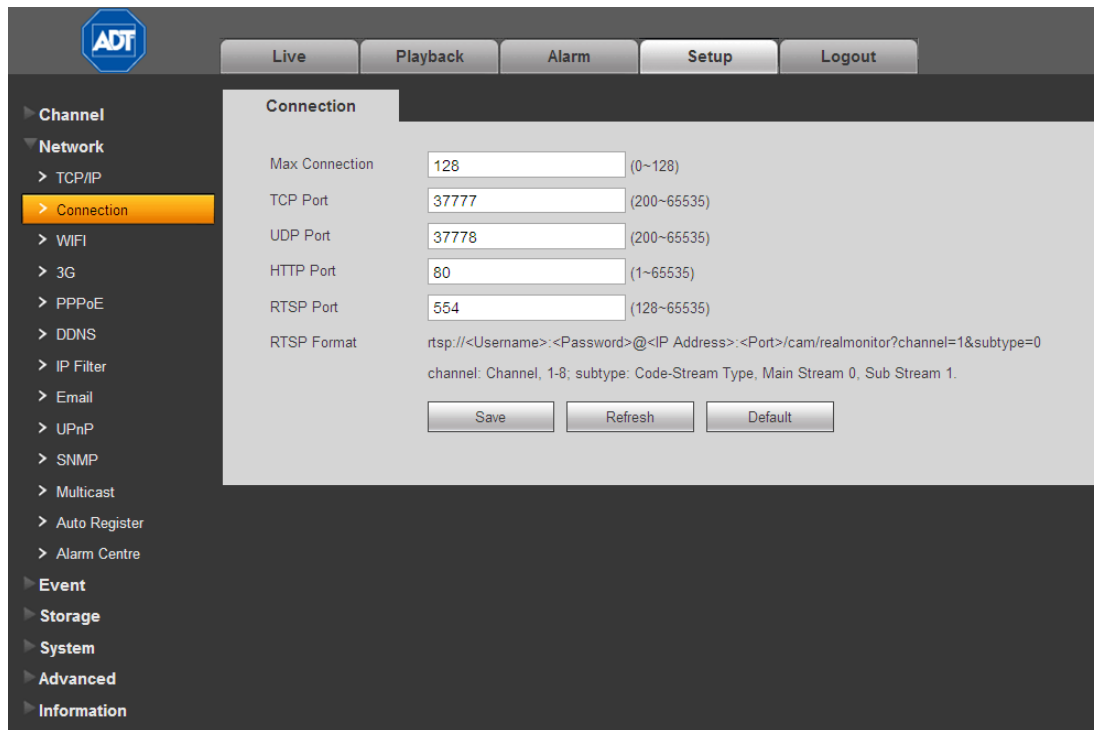 ADT
Live Playback Alarm Setup Logout
Channel
Network
> TCP/IP
> Connection
> WIFI
> 3G
> PPPoE
> DDNS
> IP Filter
> Email
> UPnP
> SNMP
> Multicast
> Auto Register
> Alarm Centre
Event
Storage
System
Advanced
Information
Connection
Max Connection 128 (0~128)
TCP Port 37777 (200~65535)
UDP Port 37778 (200~65535)
HTTP Port 80 (1~65535)
RTSP Port 554 (128~65535)
RTSP Format rtsp://<Username>:<Password>@<IP Address>:<Port>/cam/realmonitor?channel=1&subtype=0
channel: Channel, 1-8; subtype: Code-Stream Type, Main Stream 0, Sub Stream 1.
Save Refresh Default